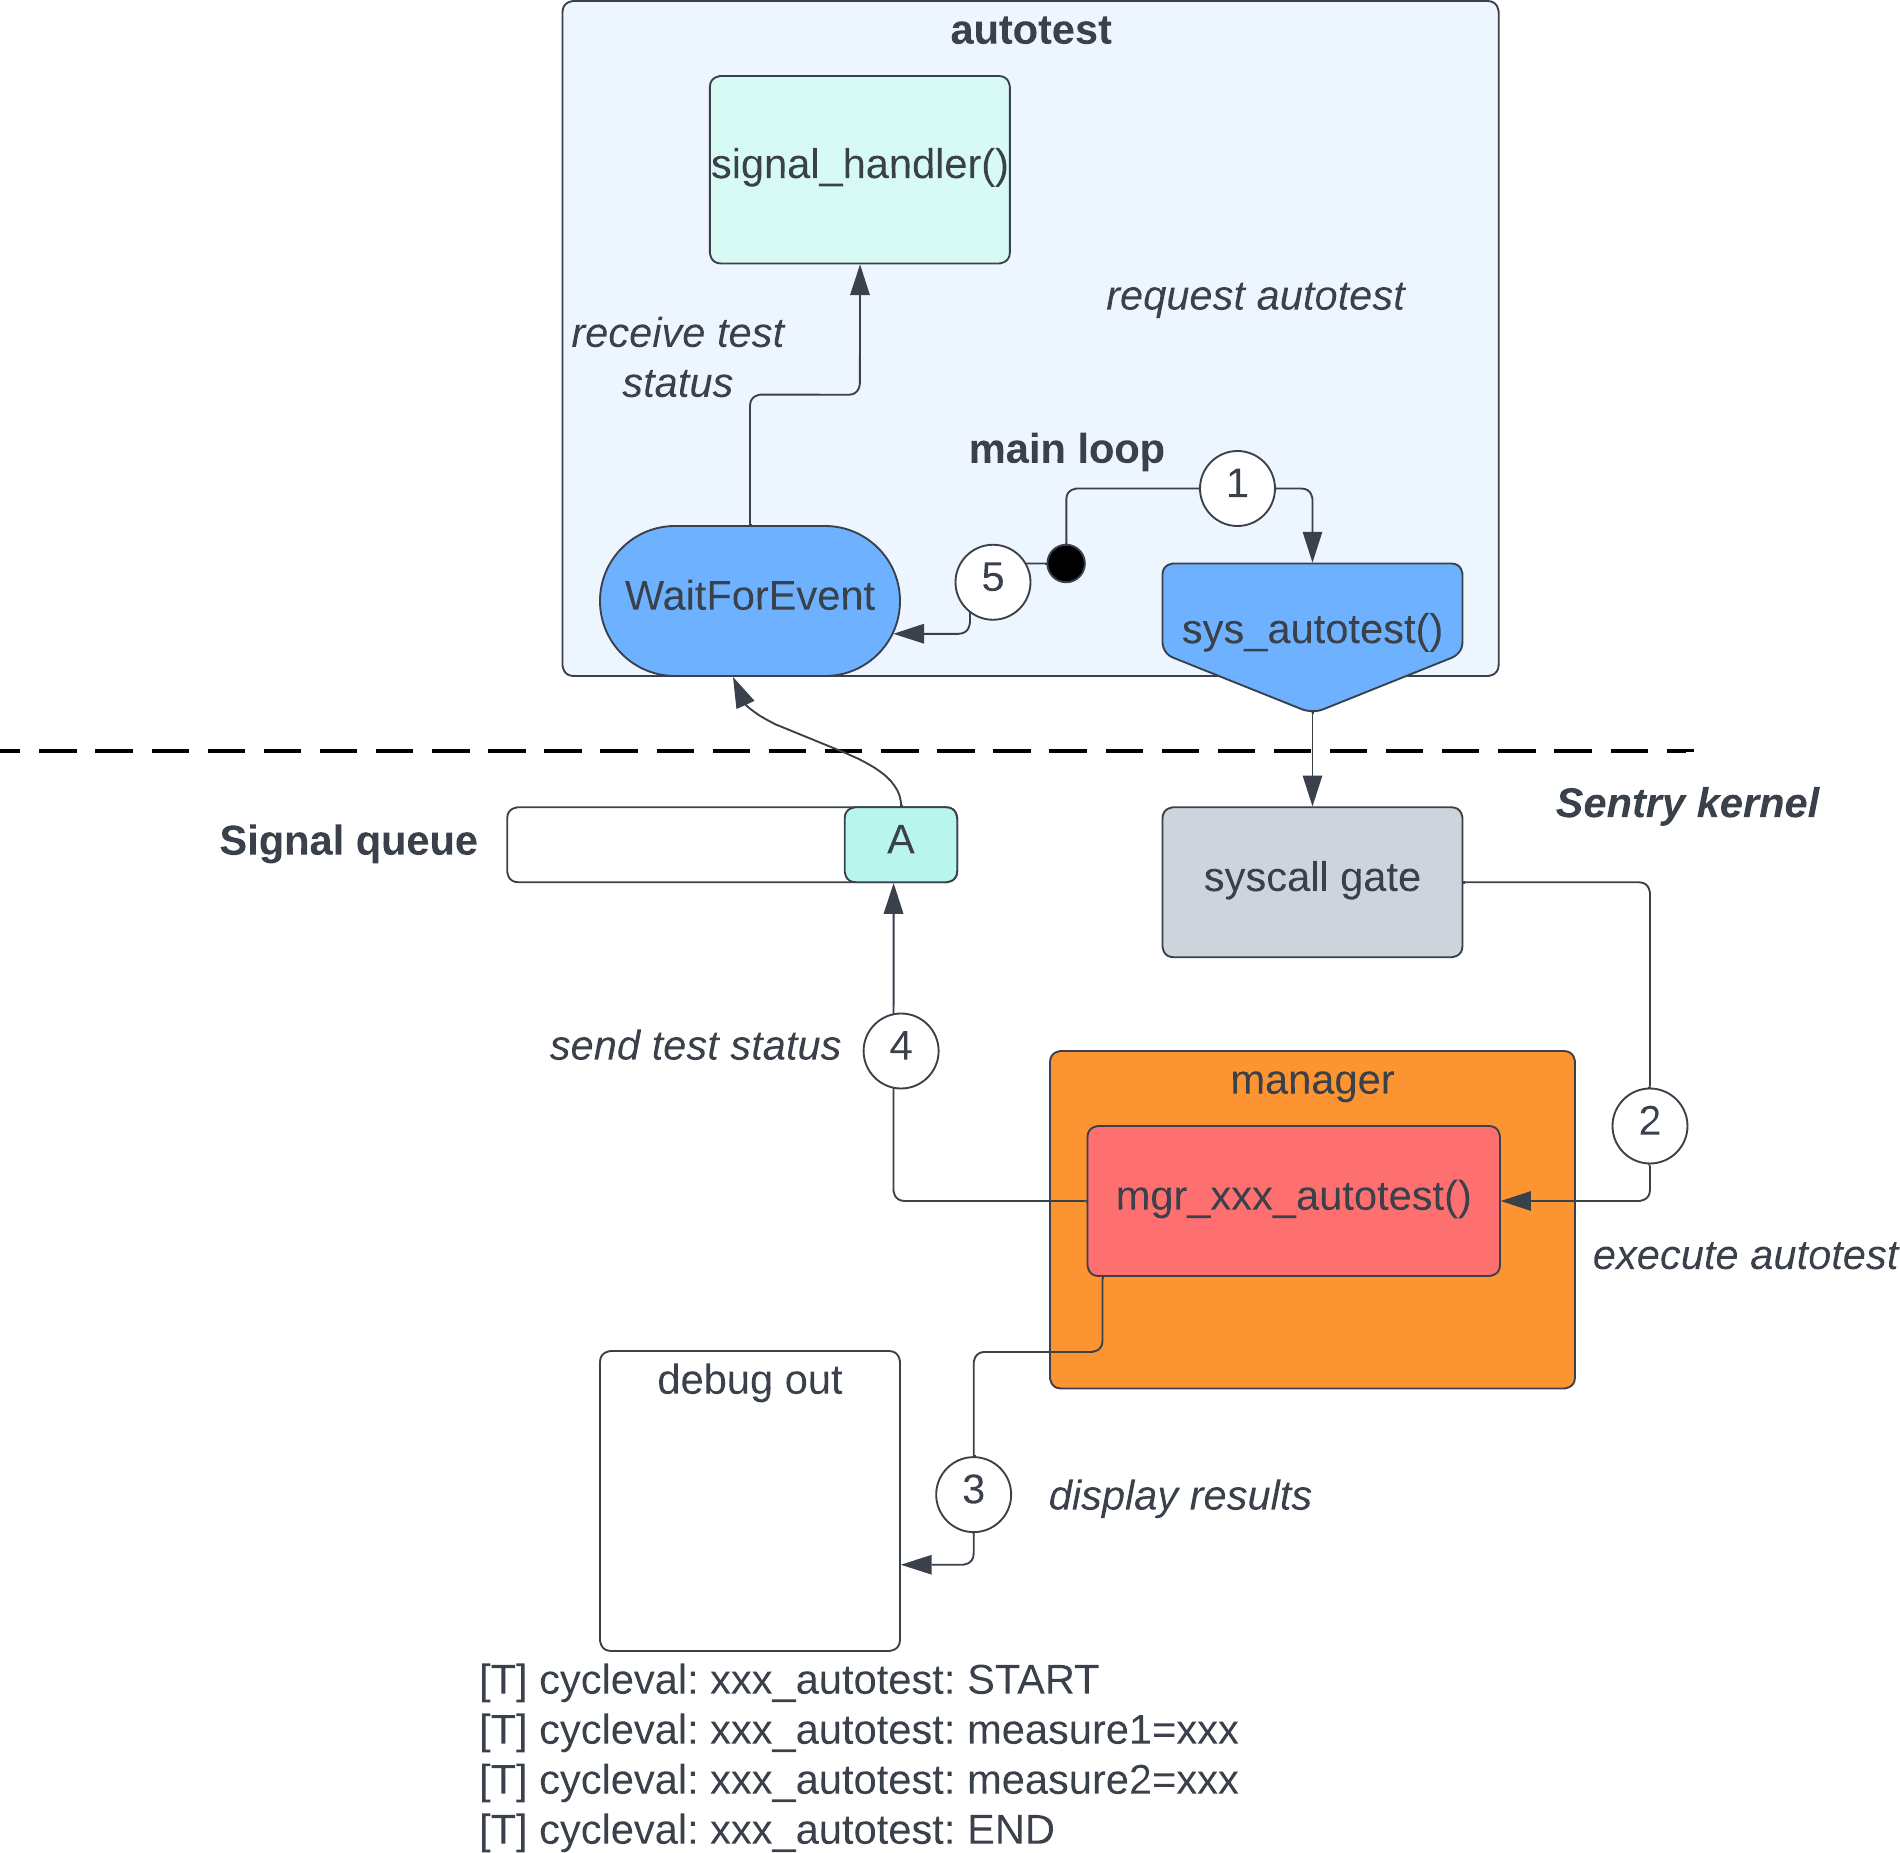 autotest
signal_handler()
request autotest
receive test
status
main loop
1
5
WaitForEvent
sys_autotest()
Sentry kernel
Signal queue
A
syscall gate
send test status
4
manager
2
mgr_xxx_autotest()
execute autotest
debug out
3
display results
[T] cycleval: xxx_autotest: START
[T] cycleval: xxx_autotest: measure1=xxx
[T] cycleval: xxx_autotest: measure2=xxx
[T] cycleval: xxx_autotest: END